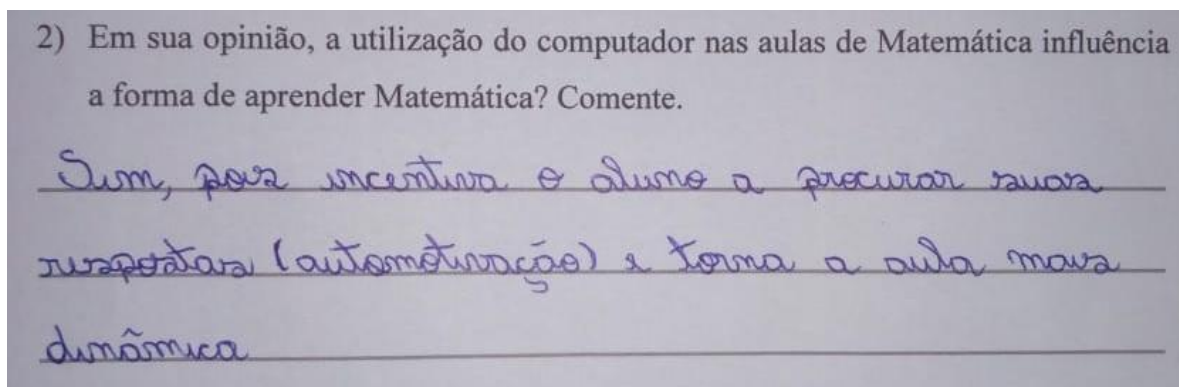 2) Em sua opinião, a utilização do computador nas aulas de Matemática influência
a forma de aprender Matemática? Comente.
Sim, pois incentiva o aluno a procurar suas
respostas (automotivação) e torna a aula mais
dinâmica